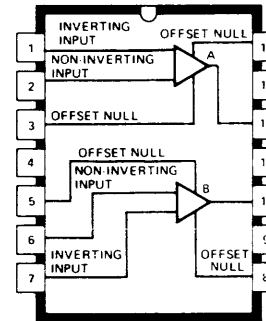 INVERTING
INPUT
OFFSET NULL
1
NON-INVERTING
INPUT
A
2
OFFSET NULL
3
OFFSET NULL
4
NON-INVERTING
INPUT
B
5
6
INVERTING
INPUT
OFFSET
NULL
7